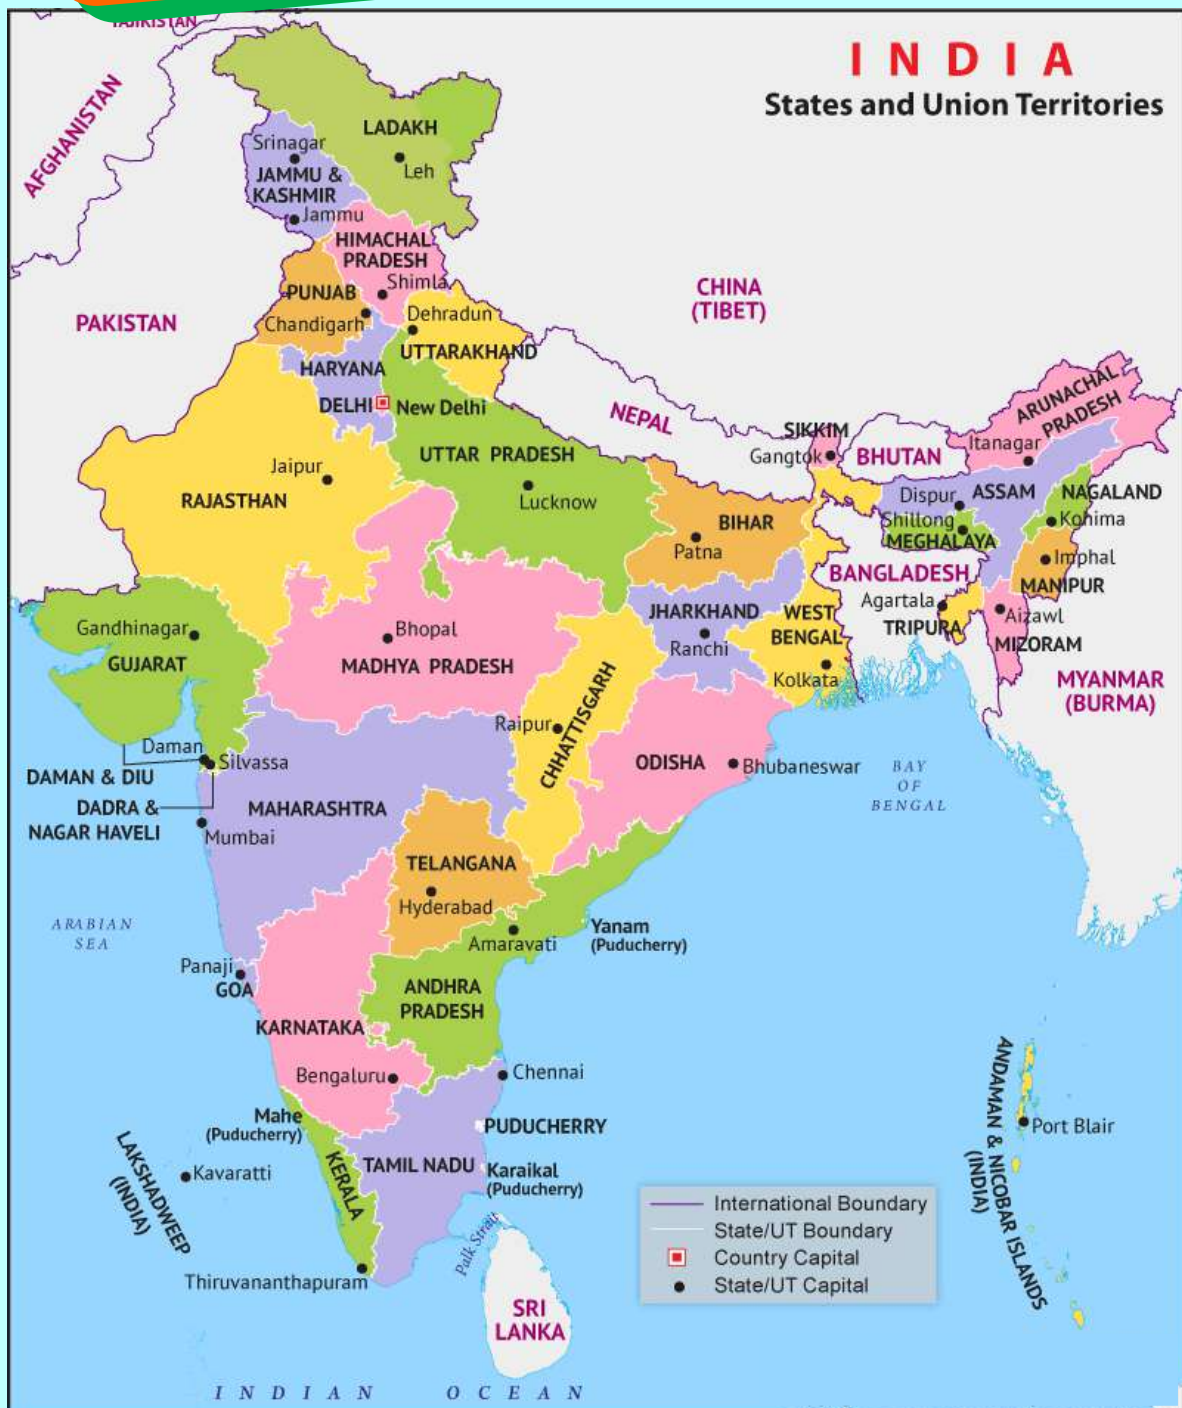 TAJIKISTAN
INDIA
States and Union Territories
AFGHANISTAN
LADAKH
Srinagar
Leh
JAMMU &
KASHMIR
Jammu
HIMACHAL
PRADESH
Shimla
PUNJAB
Chandigarh
CHINA
(TIBET)
PAKISTAN
Dehradun
UTTARAKHAND
HARYANA
DELHI
New Delhi
NEPAL
SIKKIM
Gangtok
BHUTAN
ARUNACHAL
PRADESH
Itanagar
UTTAR PRADESH
Lucknow
Jaipur
RAJASTHAN
BIHAR
Patna
Dispur
ASSAM
NAGALAND
Kohima
Shillong
MEGHALAYA
Imphal
MANIPUR
BANGLADESH
Agartala
TRIPURA
Aizawl
MIZORAM
MYANMAR
(BURMA)
JHARKHAND
Ranchi
WEST
BENGAL
Kolkata
Gandhinagar
GUJARAT
Bhopal
MADHYA PRADESH
CHHATTISGARH
Raipur
ODISHA
Bhubaneswar
BAY
OF
BENGAL
Daman
Silvassa
DAMAN & DIU
DADRA &
NAGAR HAVELI
MAHARASHTRA
Mumbai
TELANGANA
Hyderabad
ARABIAN
SEA
Amaravati
Yanam
(Puducherry)
Panaji
GOA
ANDHRA
PRADESH
KARNATAKA
Bengaluru
Chennai
Mahe
(Puducherry)
PUDUCHERRY
LAKSHADWEEP
(INDIA)
Kavaratti
KERALA
TAMIL NADU
Karaikal
(Puducherry)
Thiruvananthapuram
Palk Strait
SRI
LANKA
ANDAMAN & NICOBAR ISLANDS
(INDIA)
Port Blair
International Boundary
State/UT Boundary
Country Capital
State/UT Capital
INDIAN OCEAN